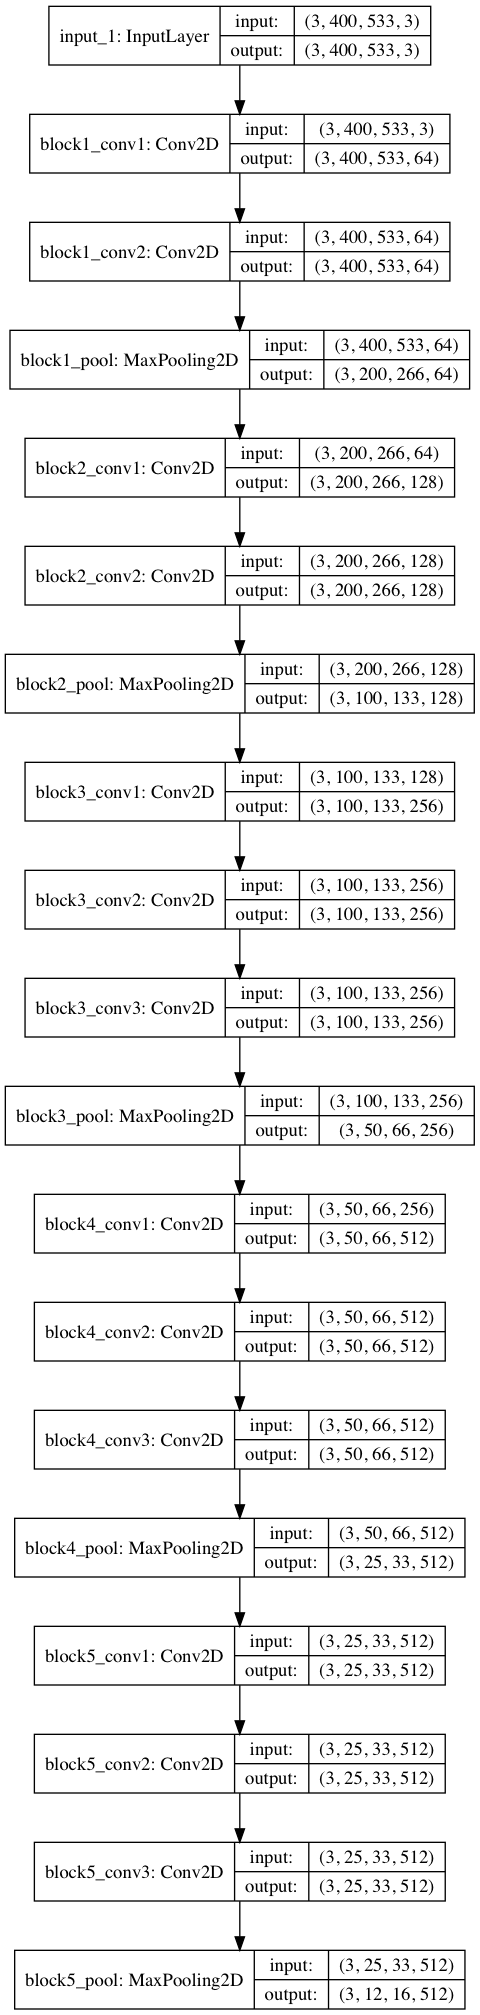 input_1: InputLayer
input: (3, 400, 533, 3)
output: (3, 400, 533, 3)
block1_conv1: Conv2D
input: (3, 400, 533, 3)
output: (3, 400, 533, 64)
block1_conv2: Conv2D
input: (3, 400, 533, 64)
output: (3, 400, 533, 64)
block1_pool: MaxPooling2D
input: (3, 400, 533, 64)
output: (3, 200, 266, 64)
block2_conv1: Conv2D
input: (3, 200, 266, 64)
output: (3, 200, 266, 128)
block2_conv2: Conv2D
input: (3, 200, 266, 128)
output: (3, 200, 266, 128)
block2_pool: MaxPooling2D
input: (3, 200, 266, 128)
output: (3, 100, 133, 128)
block3_conv1: Conv2D
input: (3, 100, 133, 128)
output: (3, 100, 133, 256)
block3_conv2: Conv2D
input: (3, 100, 133, 256)
output: (3, 100, 133, 256)
block3_conv3: Conv2D
input: (3, 100, 133, 256)
output: (3, 100, 133, 256)
block3_pool: MaxPooling2D
input: (3, 100, 133, 256)
output: (3, 50, 66, 256)
block4_conv1: Conv2D
input: (3, 50, 66, 256)
output: (3, 50, 66, 512)
block4_conv2: Conv2D
input: (3, 50, 66, 512)
output: (3, 50, 66, 512)
block4_conv3: Conv2D
input: (3, 50, 66, 512)
output: (3, 50, 66, 512)
block4_pool: MaxPooling2D
input: (3, 50, 66, 512)
output: (3, 25, 33, 512)
block5_conv1: Conv2D
input: (3, 25, 33, 512)
output: (3, 25, 33, 512)
block5_conv2: Conv2D
input: (3, 25, 33, 512)
output: (3, 25, 33, 512)
block5_conv3: Conv2D
input: (3, 25, 33, 512)
output: (3, 25, 33, 512)
block5_pool: MaxPooling2D
input: (3, 25, 33, 512)
output: (3, 12, 16, 512)